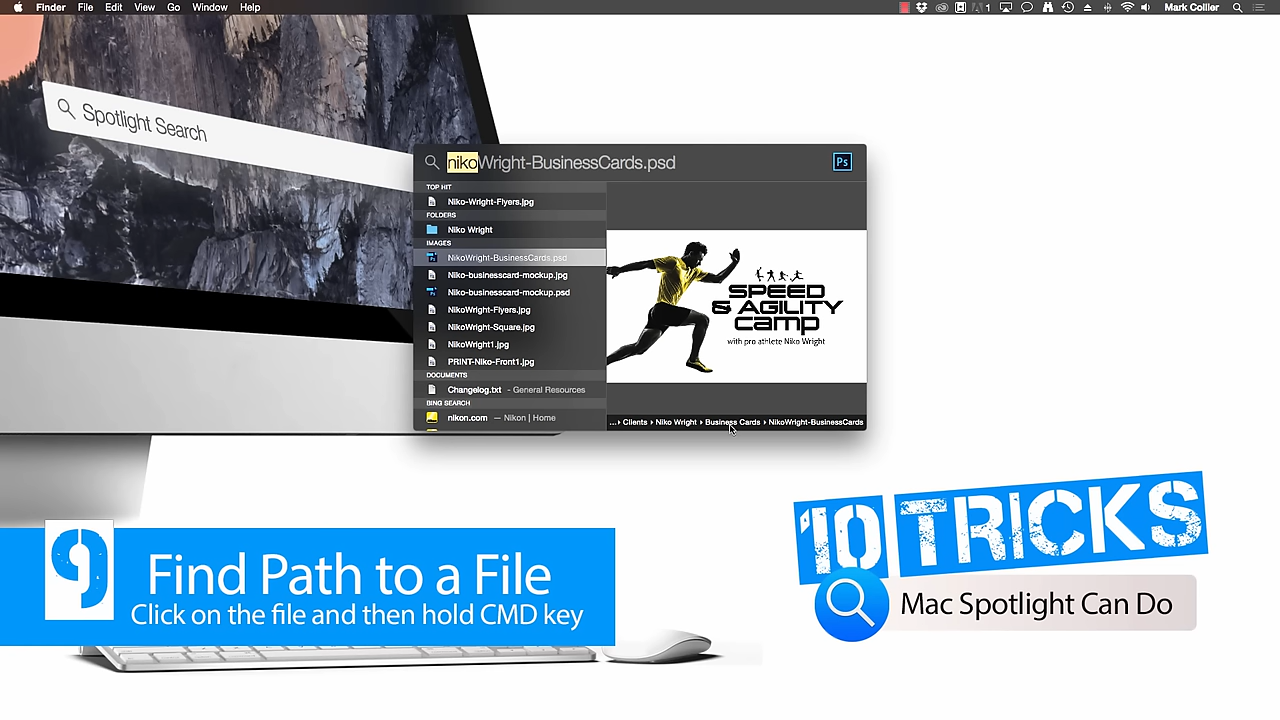 Finder File Edit View Go Window Help
1 Mark Collier
Spotlight Search
nikoWright-BusinessCards.psd
Ps
TOP HIT
Niko-Wright-Flyers.jpg
FOLDERS
Niko Wright
IMAGES
NikoWright-BusinessCards.psd
Niko-businesscard-mockup.jpg
Niko-businesscard-mockup.psd
NikoWright-Flyers.jpg
NikoWright-Square.jpg
NikoWright1.jpg
PRINT-Niko-Front1.jpg
DOCUMENTS
Changelog.txt - General Resources
BING SEARCH
nikon.com — Nikon | Home
SPEED
& AGILITY
camp
with pro athlete Niko Wright
... ▸ Clients ▸ Niko Wright ▸ Business Cards ▸ NikoWright-BusinessCards
10 TRICKS
Mac Spotlight Can Do
9
Find Path to a File
Click on the file and then hold CMD key